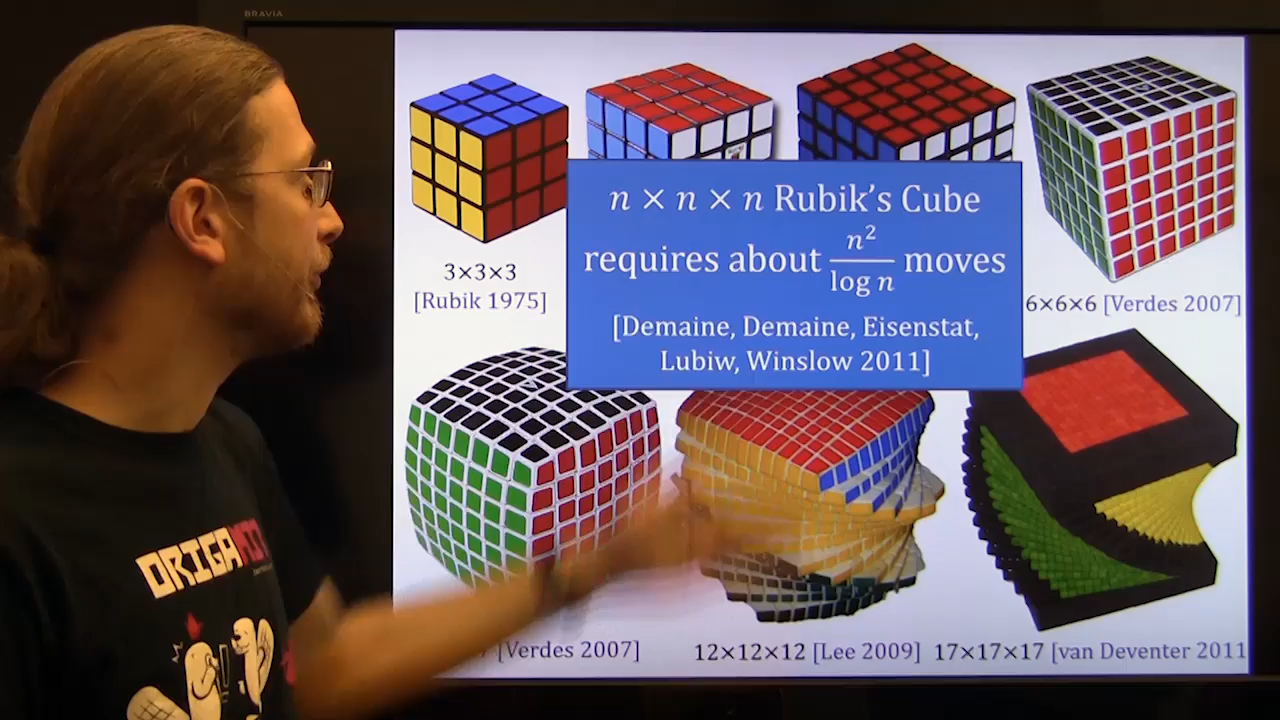 BRAVIA
3×3×3
[Rubik 1975]
n × n × n Rubik's Cube
requires about n²/log n moves
[Demaine, Demaine, Eisenstat,
Lubiw, Winslow 2011]
6×6×6 [Verdes 2007]
[Verdes 2007]
12×12×12 [Lee 2009]
17×17×17 [van Deventer 2011
ORIGAMIT